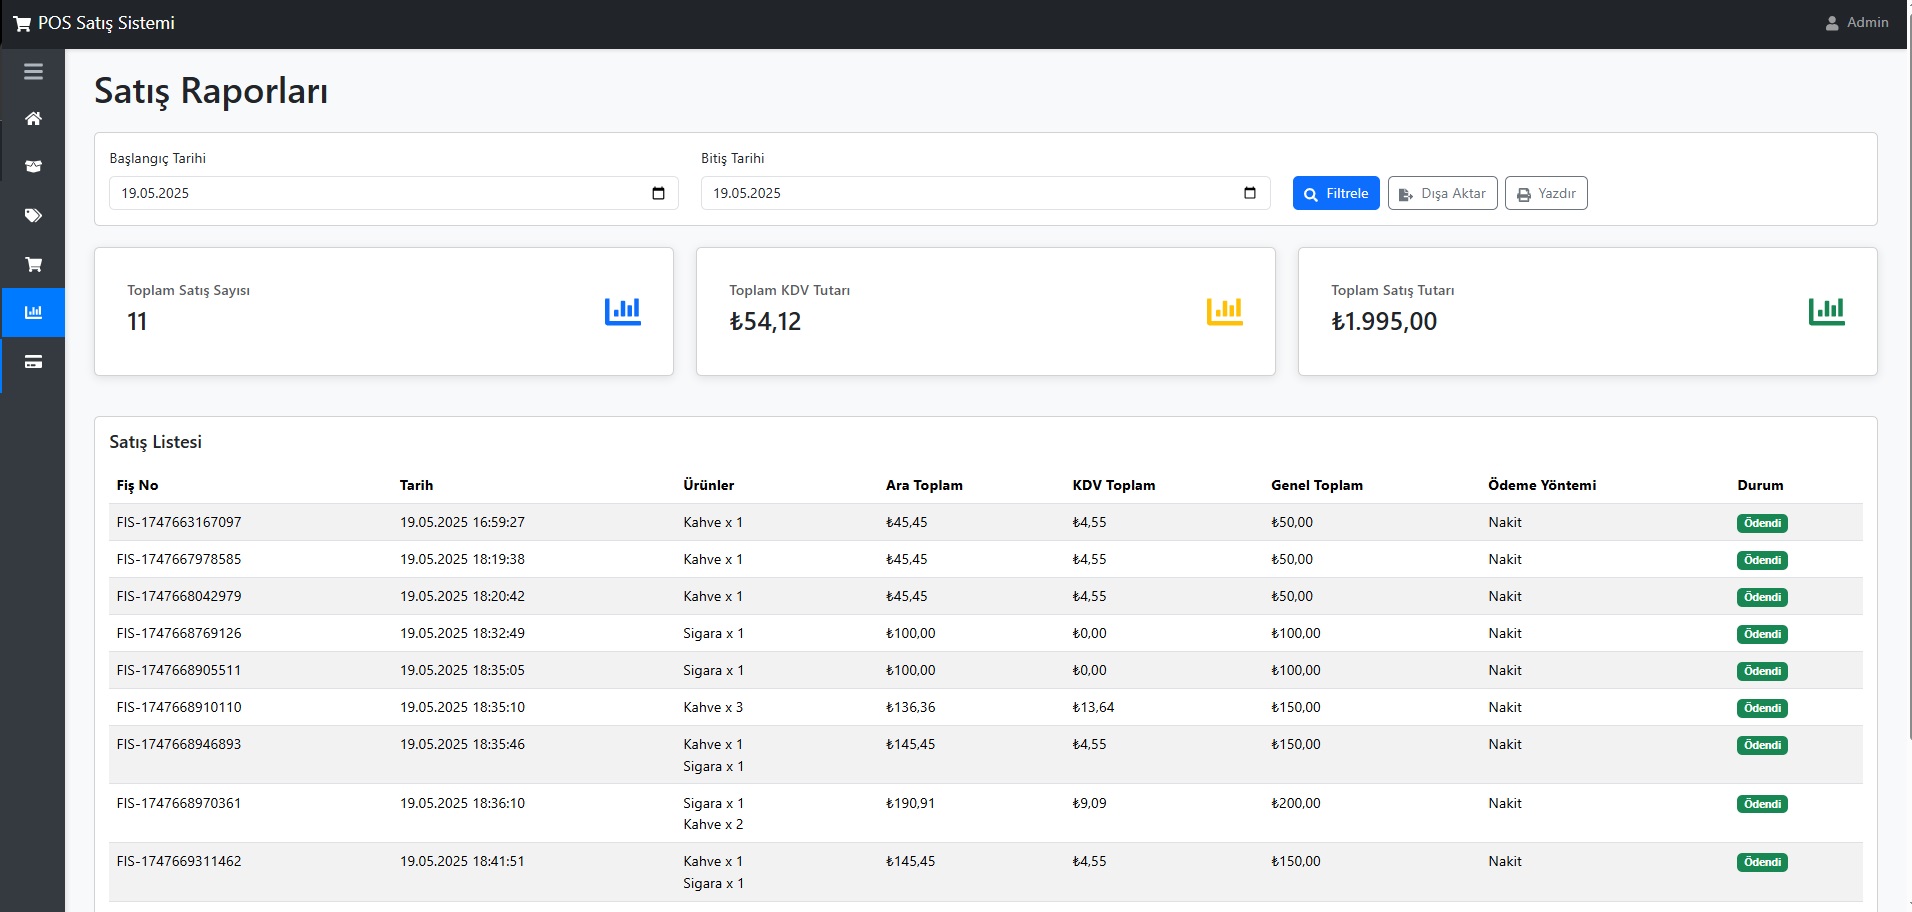 POS Satış Sistemi
Admin
Satış Raporları
Başlangıç Tarihi
Bitiş Tarihi
19.05.2025
19.05.2025
Filtrele
Dışa Aktar
Yazdır
Toplam Satış Sayısı
11
Toplam KDV Tutarı
₺54,12
Toplam Satış Tutarı
₺1.995,00
Satış Listesi
Fiş No Tarih Ürünler Ara Toplam KDV Toplam Genel Toplam Ödeme Yöntemi Durum
FIS-1747663167097 19.05.2025 16:59:27 Kahve x 1 ₺45,45 ₺4,55 ₺50,00 Nakit Ödendi
FIS-1747667978585 19.05.2025 18:19:38 Kahve x 1 ₺45,45 ₺4,55 ₺50,00 Nakit Ödendi
FIS-1747668042979 19.05.2025 18:20:42 Kahve x 1 ₺45,45 ₺4,55 ₺50,00 Nakit Ödendi
FIS-1747668769126 19.05.2025 18:32:49 Sigara x 1 ₺100,00 ₺0,00 ₺100,00 Nakit Ödendi
FIS-1747668905511 19.05.2025 18:35:05 Sigara x 1 ₺100,00 ₺0,00 ₺100,00 Nakit Ödendi
FIS-1747668910110 19.05.2025 18:35:10 Kahve x 3 ₺136,36 ₺13,64 ₺150,00 Nakit Ödendi
FIS-1747668946893 19.05.2025 18:35:46 Kahve x 1 ₺145,45 ₺4,55 ₺150,00 Nakit Ödendi
Sigara x 1
FIS-1747668970361 19.05.2025 18:36:10 Sigara x 1 ₺190,91 ₺9,09 ₺200,00 Nakit Ödendi
Kahve x 2
FIS-1747669311462 19.05.2025 18:41:51 Kahve x 1 ₺145,45 ₺4,55 ₺150,00 Nakit Ödendi
Sigara x 1